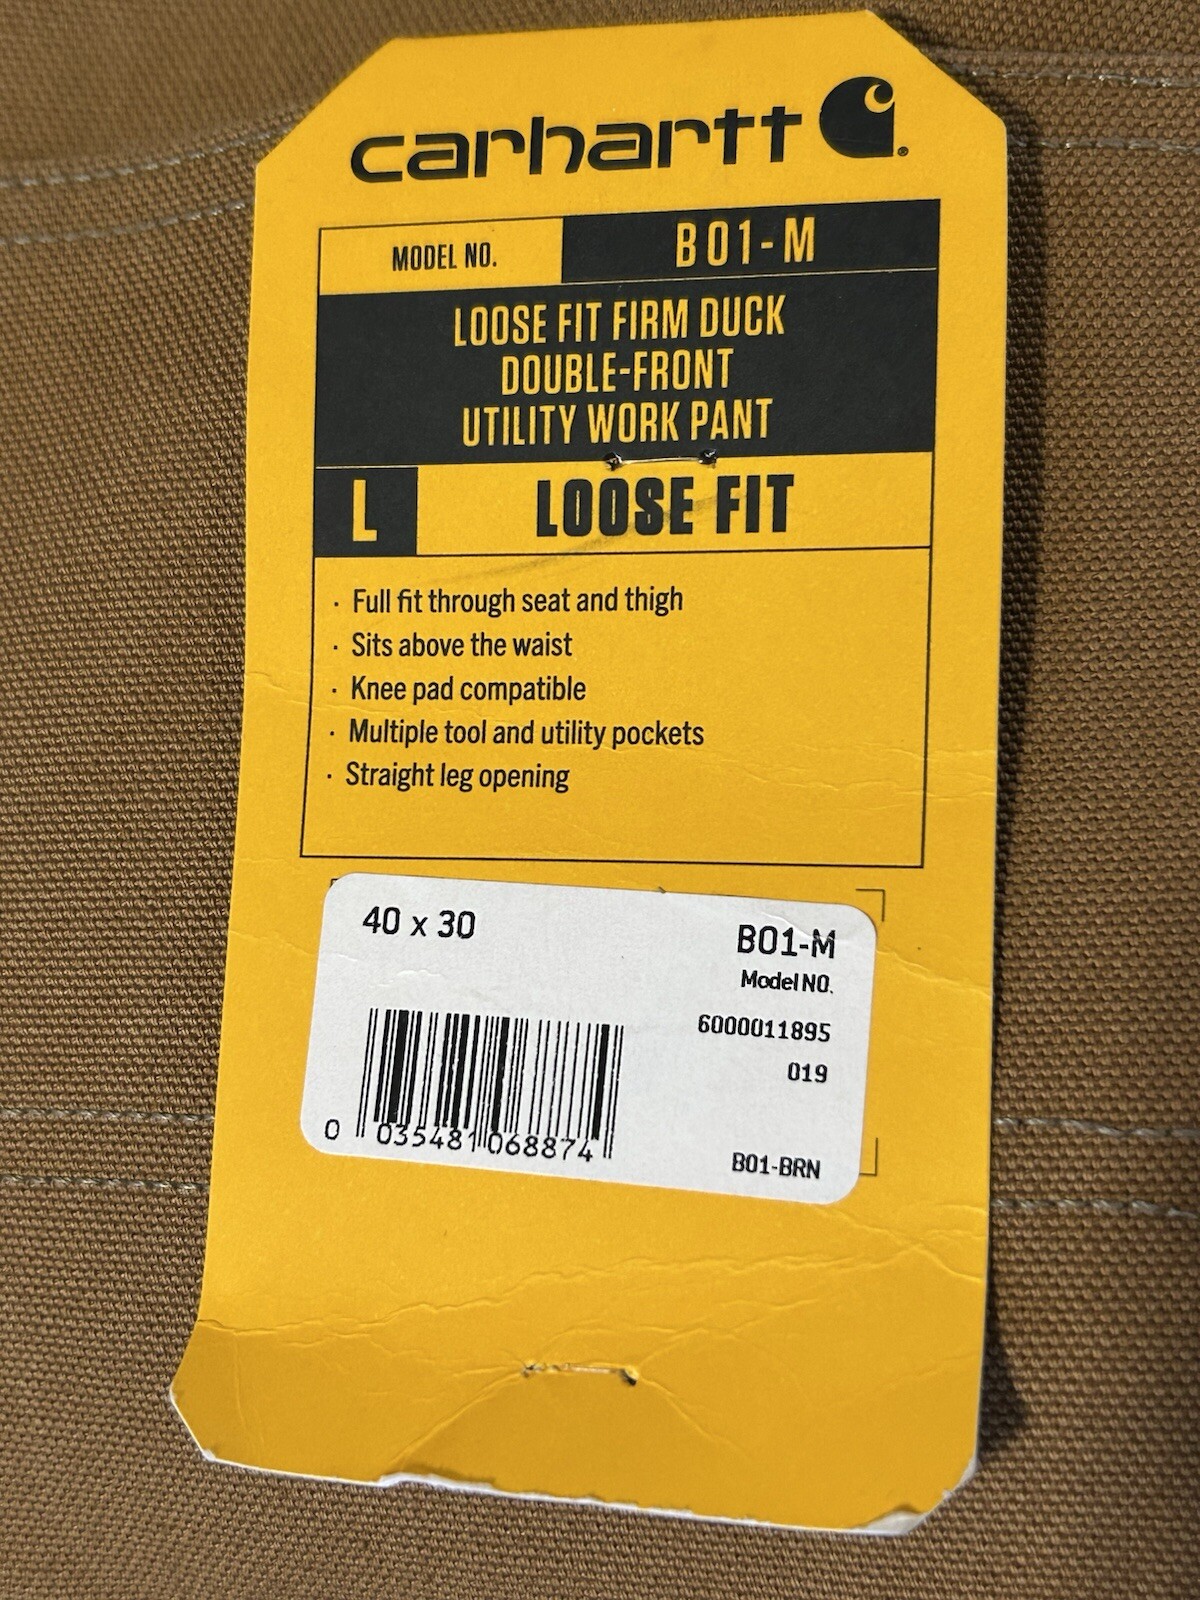 carhartt
MODEL NO. B01-M
LOOSE FIT FIRM DUCK
DOUBLE-FRONT
UTILITY WORK PANT
L LOOSE FIT
· Full fit through seat and thigh
· Sits above the waist
· Knee pad compatible
· Multiple tool and utility pockets
· Straight leg opening
40 x 30
B01-M
Model NO.
6000011895
019
0 035481 068874
B01-BRN